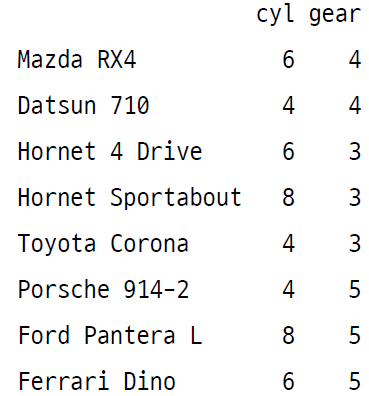 cyl gear
Mazda RX4 6 4
Datsun 710 4 4
Hornet 4 Drive 6 3
Hornet Sportabout 8 3
Toyota Corona 4 3
Porsche 914-2 4 5
Ford Pantera L 8 5
Ferrari Dino 6 5